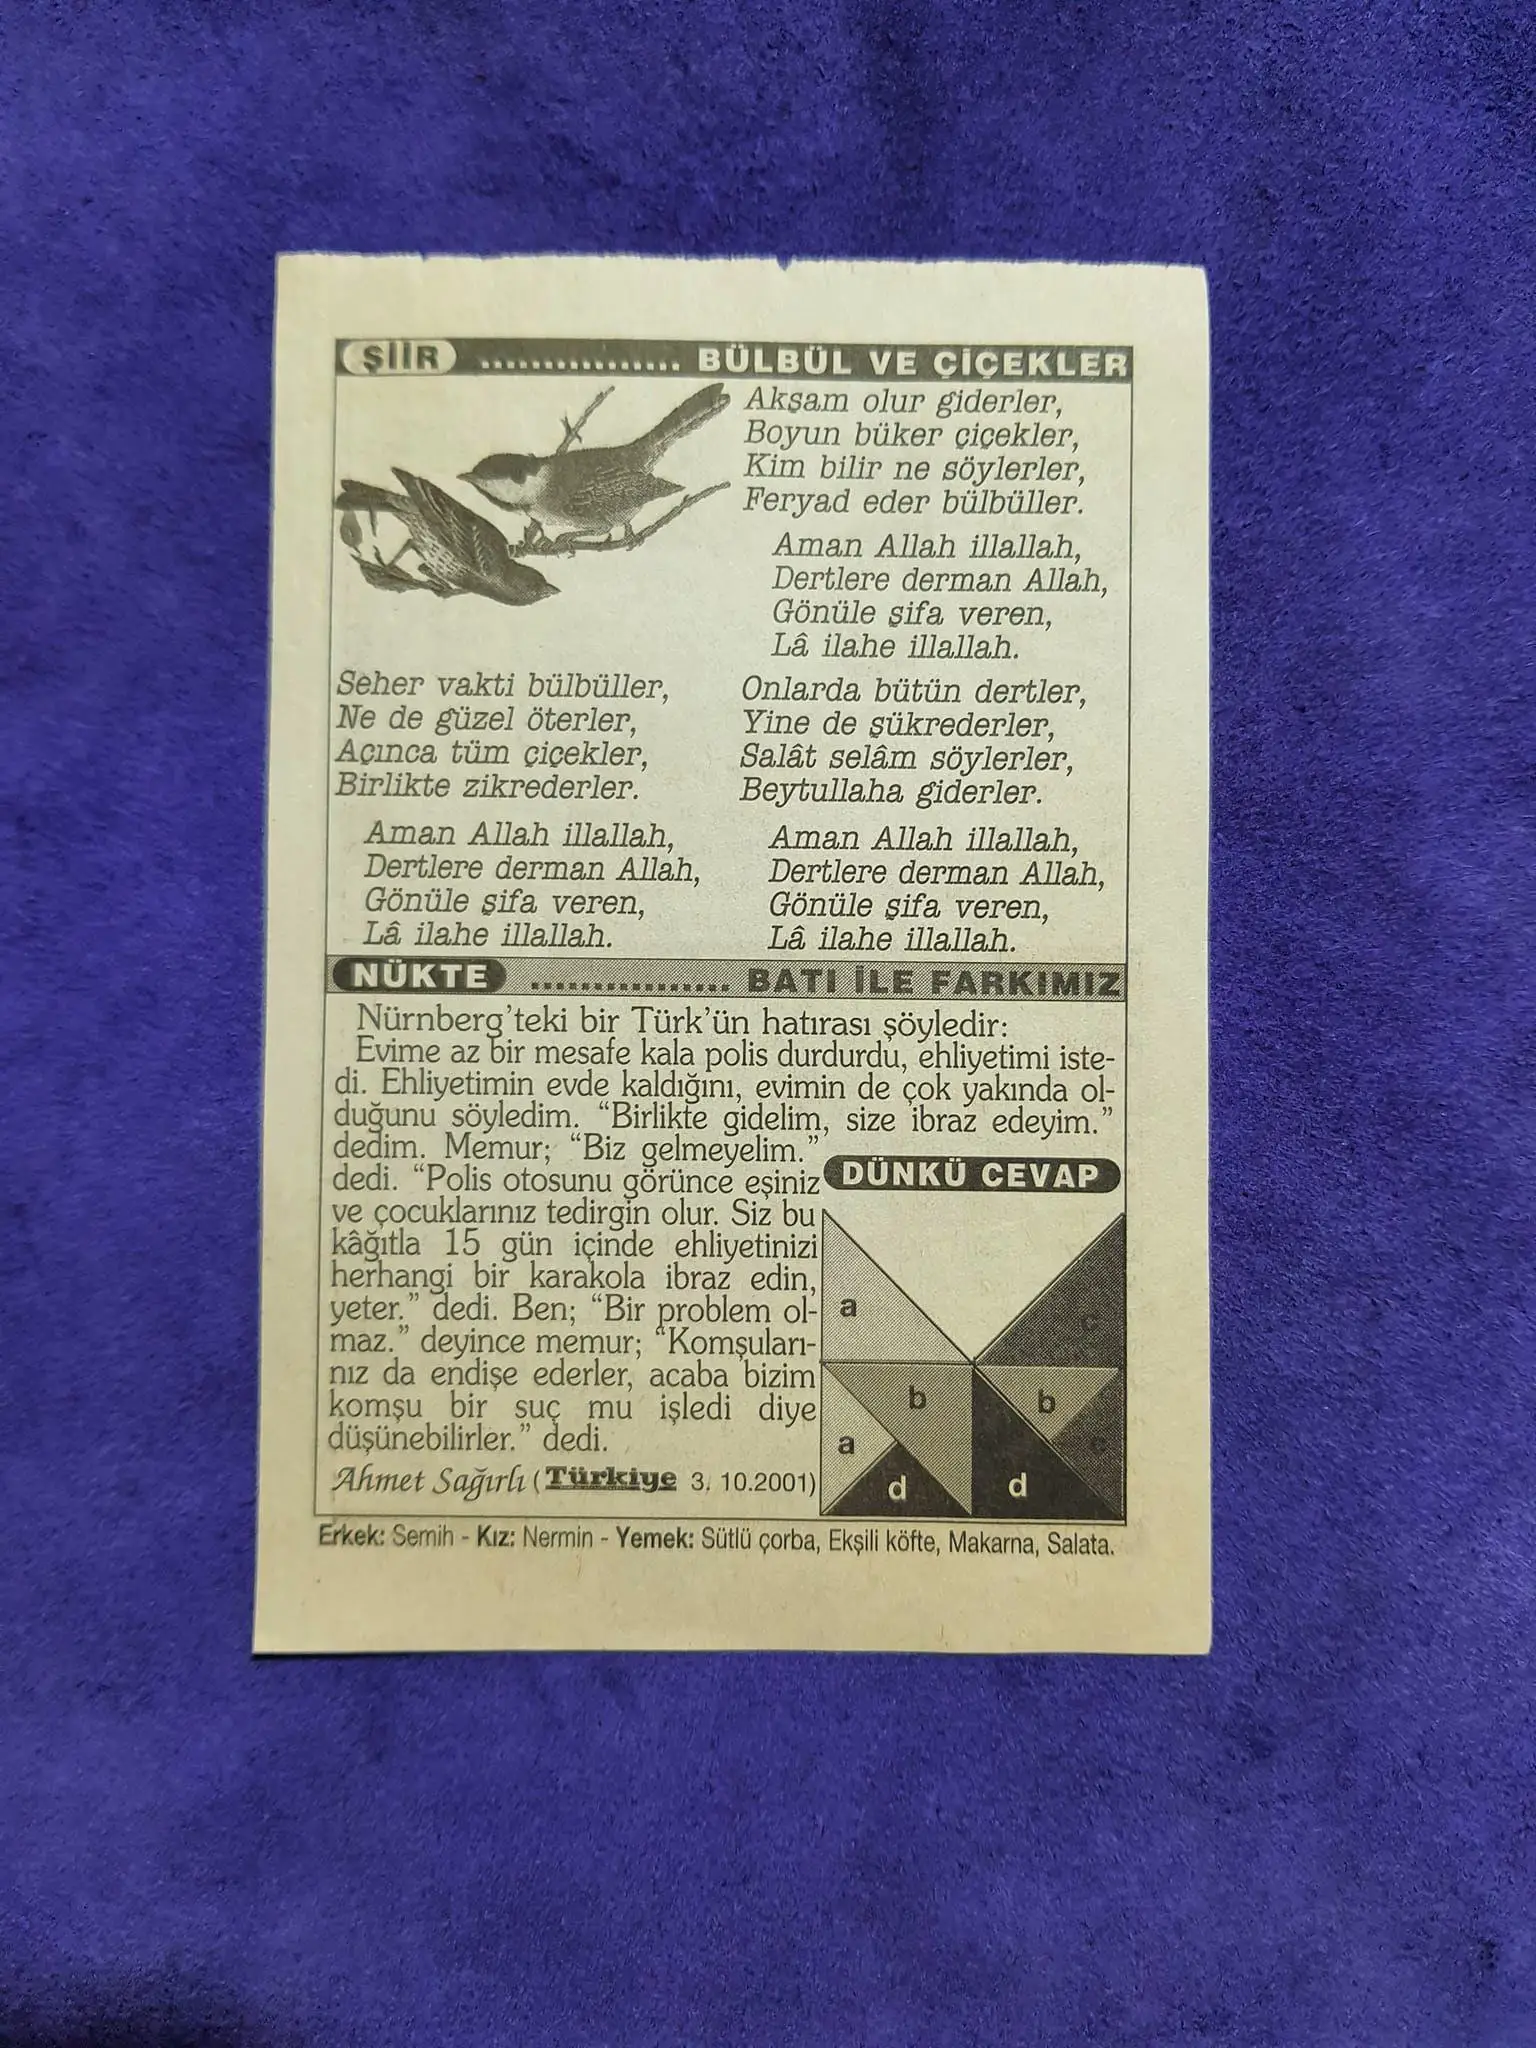 ŞİİR ................ BÜLBÜL VE ÇİÇEKLER
Seher vakti bülbüller,
Ne de güzel öterler,
Açınca tüm çiçekler,
Birlikte zikrederler.
Aman Allah illallah,
Dertlere derman Allah,
Gönüle şifa veren,
Lâ ilahe illallah.
Akşam olur giderler,
Boyun büker çiçekler,
Kim bilir ne söylerler,
Feryad eder bülbüller.
Aman Allah illallah,
Dertlere derman Allah,
Gönüle şifa veren,
Lâ ilahe illallah.
Onlarda bütün dertler,
Yine de şükrederler,
Salât selâm söylerler,
Beytullaha giderler.
Aman Allah illallah,
Dertlere derman Allah,
Gönüle şifa veren,
Lâ ilahe illallah.
NÜKTE ................ BATI İLE FARKIMIZ
Nürnberg'teki bir Türk'ün hatırası şöyledir:
Evime az bir mesafe kala polis durdurdu, ehliyetimi iste-
di. Ehliyetimin evde kaldığını, evimin de çok yakında ol-
duğunu söyledim. “Birlikte gidelim, size ibraz edeyim.”
dedim. Memur; “Biz gelmeyelim.”
dedi. “Polis otosunu görünce eşiniz
ve çocuklarınız tedirgin olur. Siz bu
kâğıtla 15 gün içinde ehliyetinizi
herhangi bir karakola ibraz edin,
yeter.” dedi. Ben; “Bir problem ol-
maz.” deyince memur; “Komşuları-
nız da endişe ederler, acaba bizim
komşu bir suç mu işledi diye
düşünebilirler.” dedi.
Ahmet Sağırlı (Türkiye 3. 10.2001)
DÜNKÜ CEVAP
a
c
b
b
a
c
d
d
Erkek: Semih - Kız: Nermin - Yemek: Sütlü çorba, Ekşili köfte, Makarna, Salata.